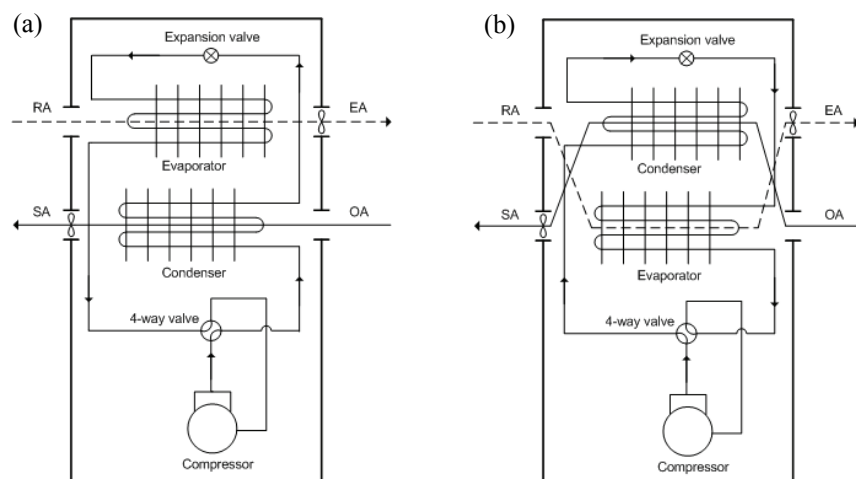 (a)
Expansion valve
RA
EA
Evaporator
SA
OA
Condenser
4-way valve
Compressor
(b)
Expansion valve
RA
EA
Condenser
SA
OA
Evaporator
4-way valve
Compressor